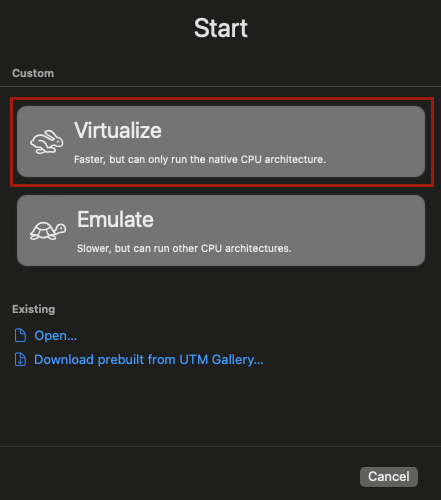 Start
Custom
Virtualize
Faster, but can only run the native CPU architecture.
Emulate
Slower, but can run other CPU architectures.
Existing
Open...
Download prebuilt from UTM Gallery...
Cancel